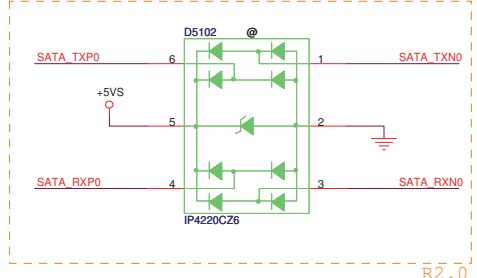 D5102 @
SATA_TXP0 6 1 SATA_TXN0
+5VS
5 2
SATA_RXP0 4 3 SATA_RXN0
IP4220CZ6
R2.0